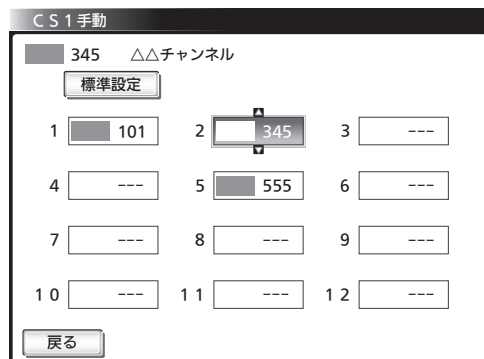 ＣＳ１手動
345 △△チャンネル
標準設定
1 101 2 345 3 ---
4 --- 5 555 6 ---
7 --- 8 --- 9 ---
10 --- 11 --- 12 ---
戻る